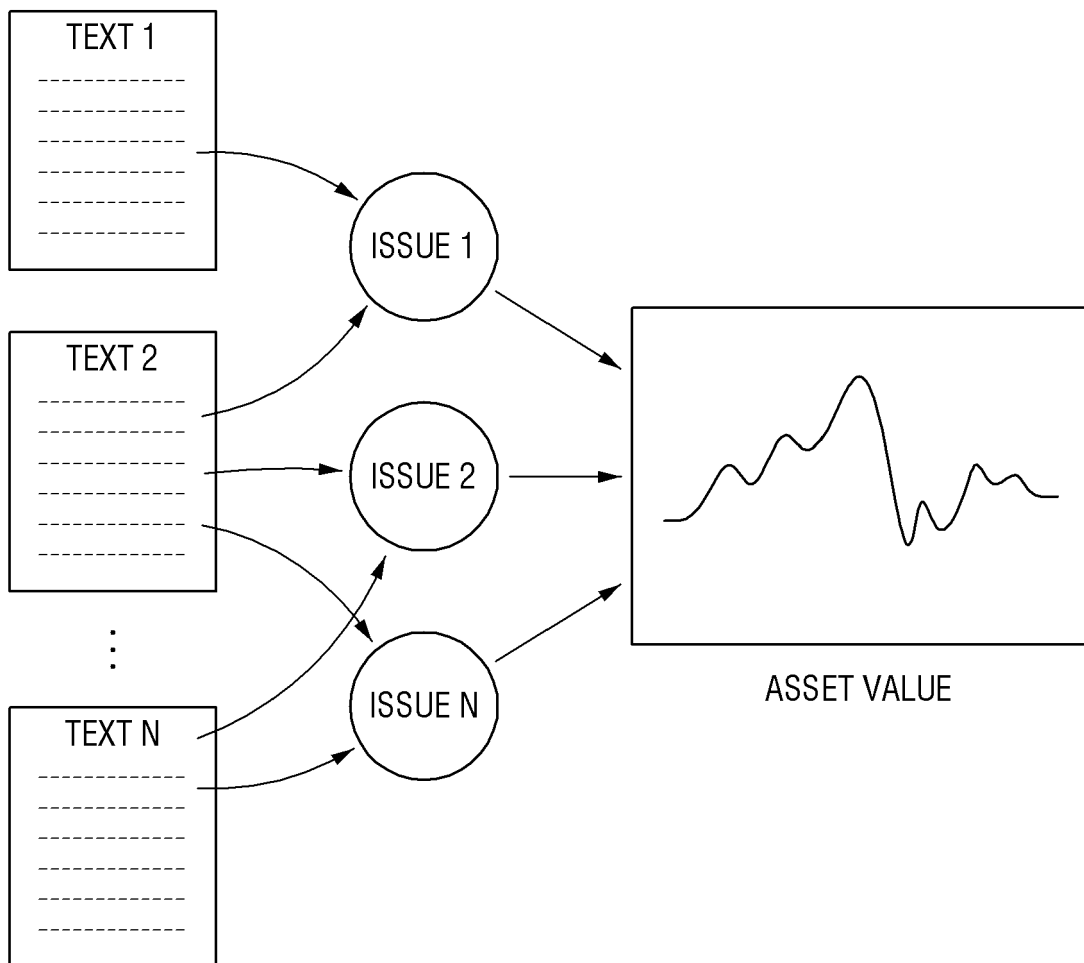 TEXT 1
ISSUE 1
TEXT 2
ISSUE 2
ISSUE N
ASSET VALUE
TEXT N